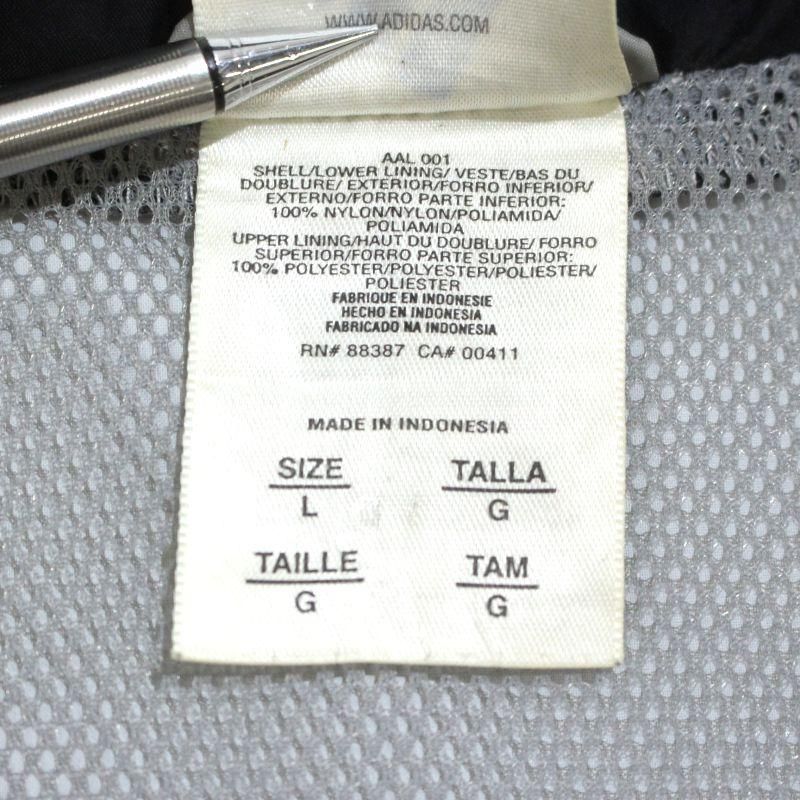 WWW.ADIDAS.COM
AAL 001
SHELL/LOWER LINING/ VESTE/BAS DU
DOUBLURE/ EXTERIOR/FORRO INFERIOR/
EXTERNO/FORRO PARTE INFERIOR:
100% NYLON/NYLON/POLIAMIDA/
POLIAMIDA
UPPER LINING/HAUT DU DOUBLURE/ FORRO
SUPERIOR/FORRO PARTE SUPERIOR:
100% POLYESTER/POLYESTER/POLIESTER/
POLIESTER
FABRIQUE EN INDONESIE
HECHO EN INDONESIA
FABRICADO NA INDONESIA
RN# 88387 CA# 00411
MADE IN INDONESIA
SIZE TALLA
L G
TAILLE TAM
G G